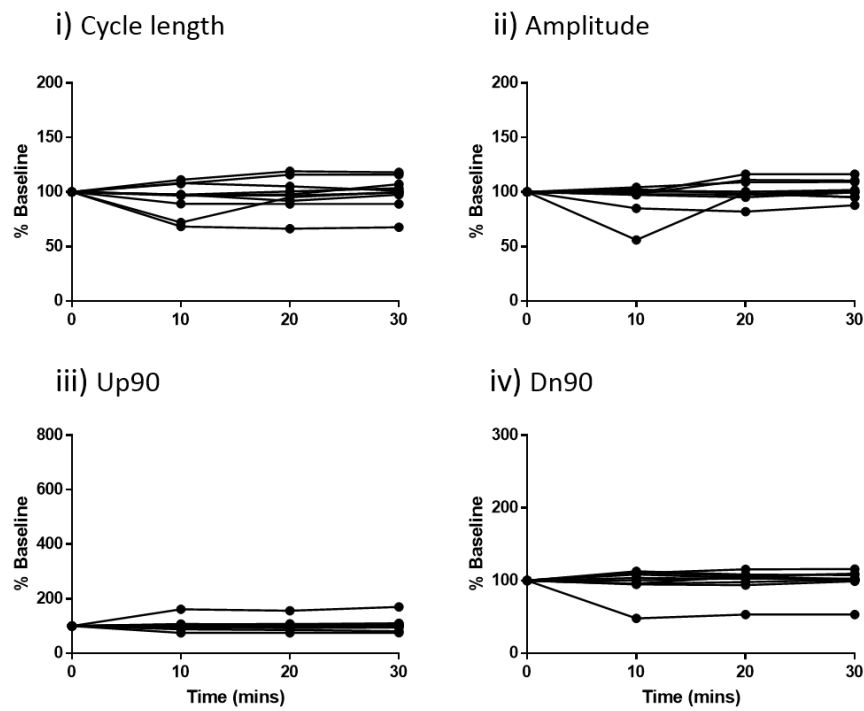 i) Cycle length
ii) Amplitude
200
150
100
50
0
% Baseline
0 10 20 30
200
150
100
50
0
% Baseline
0 10 20 30
iii) Up90
iv) Dn90
800
600
400
200
0
% Baseline
0 10 20 30
Time (mins)
300
200
100
0
% Baseline
0 10 20 30
Time (mins)